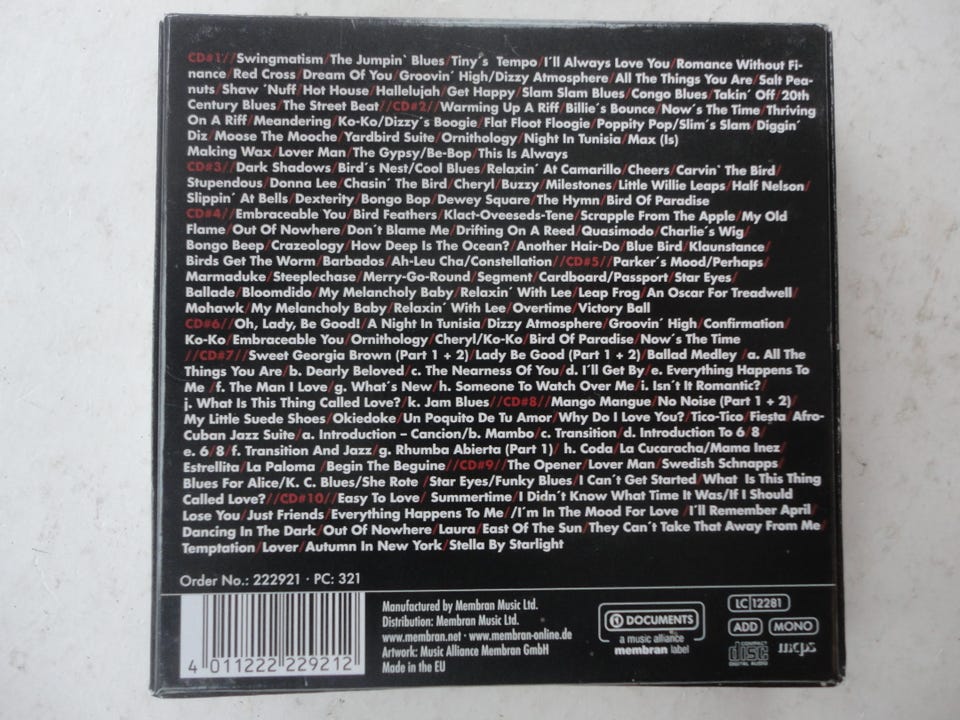 CD#1//Swingmatism/The Jumpin' Blues/Tiny's Tempo/I'll Always Love You/Romance Without Fi-
nance/Red Cross/Dream Of You/Groovin' High/Dizzy Atmosphere/All The Things You Are/Salt Pea-
nuts/Shaw 'Nuff/Hot House/Hallelujah/Get Happy/Slam Slam Blues/Congo Blues/Takin' Off/20th
Century Blues/The Street Beat//CD#2//Warming Up A Riff/Billie's Bounce/Now's The Time/Thriving
On A Riff/Meandering/Ko-Ko/Dizzy's Boogie/Flat Floot Floogie/Poppity Pop/Slim's Slam/Diggin'
Diz/Moose The Mooche/Yardbird Suite/Ornithology/Night In Tunisia/Max (Is)
Making Wax/Lover Man/The Gypsy/Be-Bop/This Is Always
CD#3//Dark Shadows/Bird's Nest/Cool Blues/Relaxin' At Camarillo/Cheers/Carvin' The Bird/
Stupendous/Donna Lee/Chasin' The Bird/Cheryl/Buzzy/Milestones/Little Willie Leaps/Half Nelson/
Slippin' At Bells/Dexterity/Bongo Bop/Dewey Square/The Hymn/Bird Of Paradise
CD#4//Embraceable You/Bird Feathers/Klact-Oveeseds-Tene/Scrapple From The Apple/My Old
Flame/Out Of Nowhere/Don't Blame Me/Drifting On A Reed/Quasimodo/Charlie's Wig/
Bongo Beep/Crazeology/How Deep Is The Ocean?/Another Hair-Do/Blue Bird/Klaunstance/
Birds Get The Worm/Barbados/Ah-Leu Cha/Constellation//CD#5//Parker's Mood/Perhaps/
Marmaduke/Steeplechase/Merry-Go-Round/Segment/Cardboard/Passport/Star Eyes/
Ballade/Bloomdido/My Melancholy Baby/Relaxin' With Lee/Leap Frog/An Oscar For Treadwell/
Mohawk/My Melancholy Baby/Relaxin' With Lee/Overtime/Victory Ball
CD#6//Oh, Lady, Be Good!/A Night In Tunisia/Dizzy Atmosphere/Groovin' High/Confirmation/
Ko-Ko/Embraceable You/Ornithology/Cheryl/Ko-Ko/Bird Of Paradise/Now's The Time
//CD#7//Sweet Georgia Brown (Part 1 + 2)/Lady Be Good (Part 1 + 2)/Ballad Medley /a. All The
Things You Are/b. Dearly Beloved/c. The Nearness Of You/d. I'll Get By/e. Everything Happens To
Me /f. The Man I Love/g. What's New/h. Someone To Watch Over Me/i. Isn't It Romantic?/
j. What Is This Thing Called Love?/k. Jam Blues//CD#8//Mango Mangue/No Noise (Part 1 + 2)/
My Little Suede Shoes/Okiedoke/Un Poquito De Tu Amor/Why Do I Love You?/Tico-Tico/Fiesta/Afro-
Cuban Jazz Suite/a. Introduction – Cancion/b. Mambo/c. Transition/d. Introduction To 6/8/
e. 6/8/f. Transition And Jazz/g. Rhumba Abierta (Part 1)/ h. Coda/La Cucaracha/Mama Inez/
Estrellita/La Paloma /Begin The Beguine//CD#9//The Opener/Lover Man/Swedish Schnapps/
Blues For Alice/K. C. Blues/She Rote /Star Eyes/Funky Blues/I Can't Get Started/What Is This Thing
Called Love?//CD#10//Easy To Love/ Summertime/I Didn't Know What Time It Was/If I Should
Lose You/Just Friends/Everything Happens To Me //I'm In The Mood For Love /I'll Remember April/
Dancing In The Dark/Out Of Nowhere/Laura/East Of The Sun/They Can't Take That Away From Me/
Temptation/Lover/Autumn In New York/Stella By Starlight
Order No.: 222921 · PC: 321
4 011222 229212
Manufactured by Membran Music Ltd.
Distribution: Membran Music Ltd.
www.membran.net · www.membran-online.de
Artwork: Music Alliance Membran GmbH
Made in the EU
DOCUMENTS
a music alliance
membran label
LC 12281
ADD MONO
COMPACT
disc
DIGITAL AUDIO
mcps